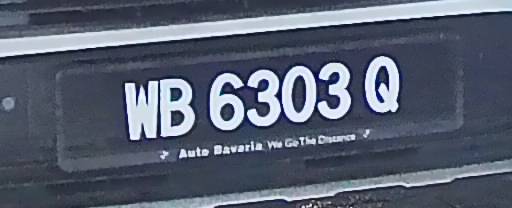 WB 6303 Q
Auto Bavaria We Go The Distance